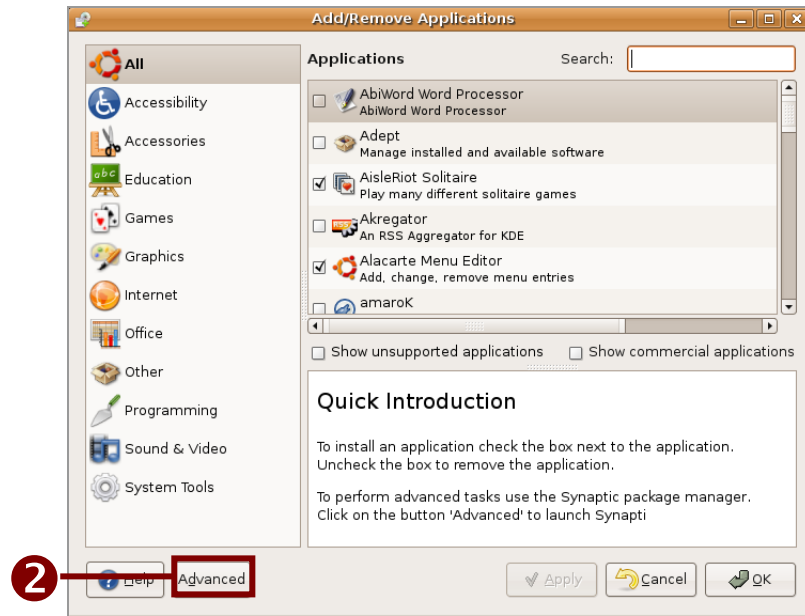 Add/Remove Applications
All
Accessibility
Accessories
abc
Education
Games
Graphics
Internet
Office
Other
Programming
Sound & Video
System Tools
Applications
Search:
AbiWord Word Processor
AbiWord Word Processor
Adept
Manage installed and available software
AisleRiot Solitaire
Play many different solitaire games
RSS
Akregator
An RSS Aggregator for KDE
Alacarte Menu Editor
Add, change, remove menu entries
amaroK
Show unsupported applications
Show commercial applications
Quick Introduction
To install an application check the box next to the application.
Uncheck the box to remove the application.
To perform advanced tasks use the Synaptic package manager.
Click on the button 'Advanced' to launch Synapti
2
? Help
Advanced
Apply
Cancel
OK